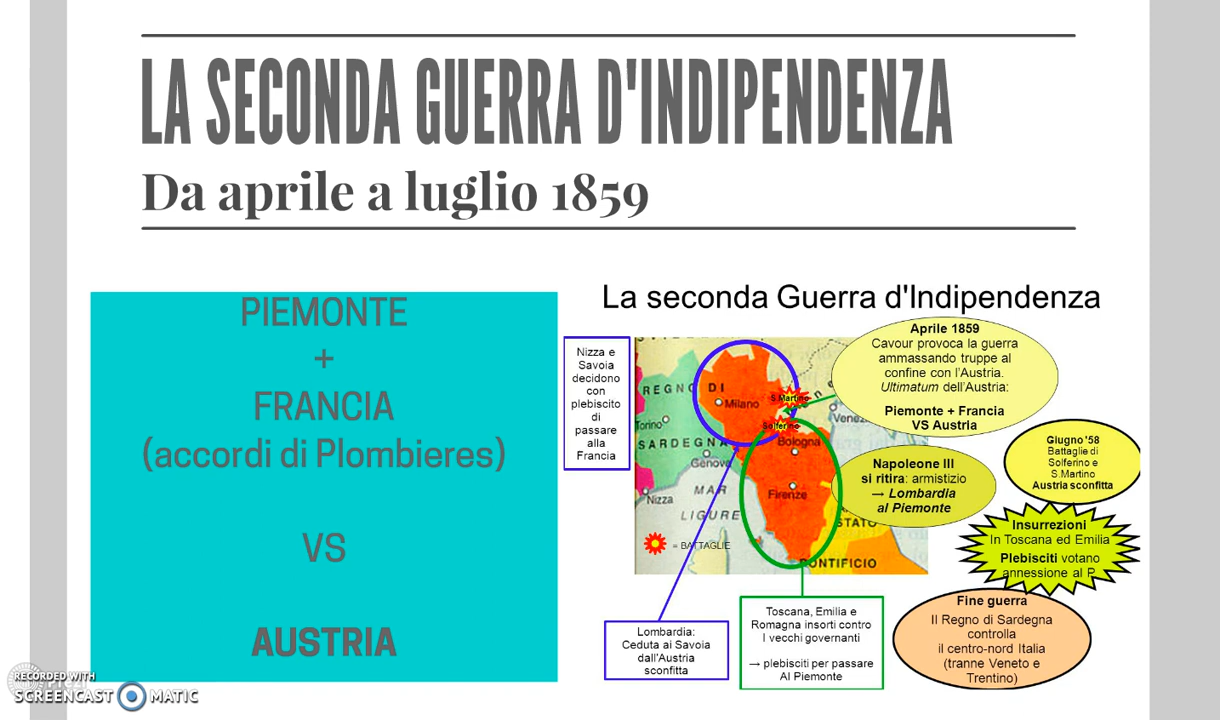 LA SECONDA GUERRA D'INDIPENDENZA
Da aprile a luglio 1859
PIEMONTE
+
FRANCIA
(accordi di Plombieres)
VS
AUSTRIA
La seconda Guerra d'Indipendenza
Nizza e
Savoia
decidono
con
plebiscito
di
passare
alla
Francia
REGNO DI
SARDEGNA
Torino
Milano
S.Martino
Solferino
Bologna
Genova
Nizza
MAR
LIGURE
Firenze
STATO
PONTIFICIO
= BATTAGLIE
Aprile 1859
Cavour provoca la guerra
ammassando truppe al
confine con l'Austria.
Ultimatum dell'Austria:
Piemonte + Francia
VS Austria
Giugno '58
Battaglie di
Solferino e
S.Martino
Austria sconfitta
Napoleone III
si ritira: armistizio
→ Lombardia
al Piemonte
Insurrezioni
In Toscana ed Emilia
Plebisciti votano
annessione al P.
Fine guerra
Il Regno di Sardegna
controlla
il centro-nord Italia
(tranne Veneto e
Trentino)
Lombardia:
Ceduta ai Savoia
dall'Austria
sconfitta
Toscana, Emilia e
Romagna insorti contro
I vecchi governanti
→ plebisciti per passare
Al Piemonte
RECORDED WITH
SCREENCAST MATIC